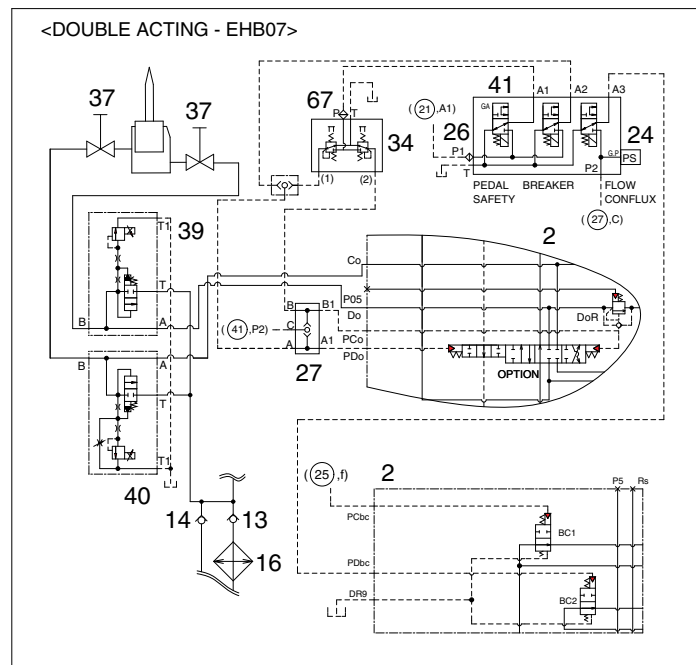 <DOUBLE ACTING - EHB07>
37
37
67
P
T
34
(1)
(2)
41
A1
A2
A3
GA
(21,A1)
26
P1
T
24
G.P
PS
P2
PEDAL
SAFETY
BREAKER
FLOW
CONFLUX
(27,C)
39
T1
T
B
A
2
Co
P05
Do
DoR
PCo
PDo
OPTION
B
B1
(41,P2)
C
A
A1
27
B
A
T
T1
40
14
13
16
(25,f)
2
P5
Rs
PCbc
BC1
PDbc
BC2
DR9